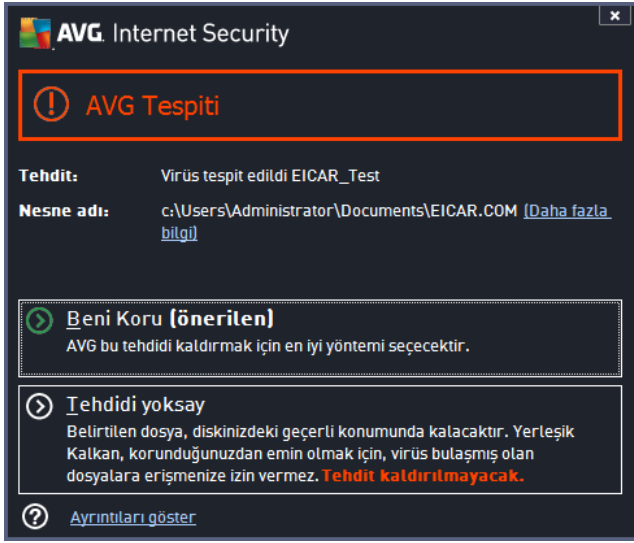 AVG. Internet Security
AVG Tespiti
Tehdit: Virüs tespit edildi EICAR_Test
Nesne adı: c:\Users\Administrator\Documents\EICAR.COM (Daha fazla
bilgi)
Beni Koru (önerilen)
AVG bu tehdidi kaldırmak için en iyi yöntemi seçecektir.
Tehdidi yoksay
Belirtilen dosya, diskinizdeki geçerli konumunda kalacaktır. Yerleşik
Kalkan, korunduğunuzdan emin olmak için, virüs bulaşmış olan
dosyalara erişmenize izin vermez. Tehdit kaldırılmayacak.
Ayrıntıları göster